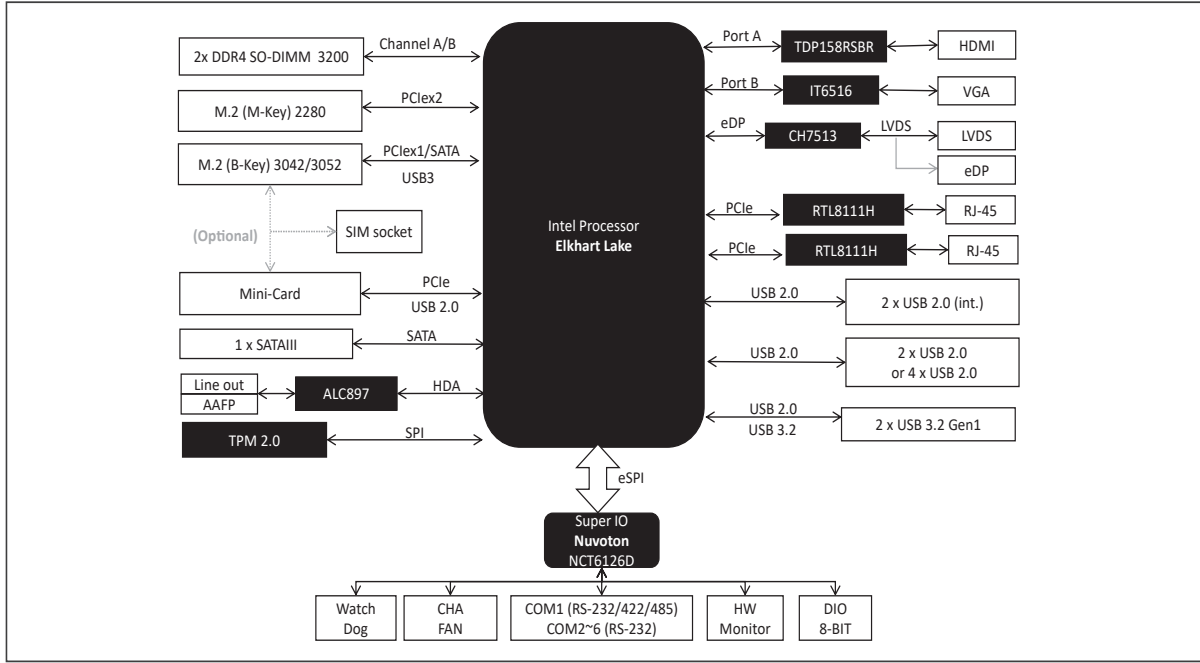 2x DDR4 SO-DIMM 3200
Channel A/B
M.2 (M-Key) 2280
PCIex2
M.2 (B-Key) 3042/3052
PCIex1/SATA
USB3
(Optional)
SIM socket
Mini-Card
PCIe
USB 2.0
1 x SATAIII
SATA
Line out
AAFP
ALC897
HDA
TPM 2.0
SPI
Intel Processor
Elkhart Lake
Port A
TDP158RSBR
HDMI
Port B
IT6516
VGA
eDP
CH7513
LVDS
LVDS
eDP
PCIe
RTL8111H
RJ-45
PCIe
RTL8111H
RJ-45
USB 2.0
2 x USB 2.0 (int.)
USB 2.0
2 x USB 2.0
or 4 x USB 2.0
USB 2.0
USB 3.2
2 x USB 3.2 Gen1
eSPI
Super IO
Nuvoton
NCT6126D
Watch
Dog
CHA
FAN
COM1 (RS-232/422/485)
COM2~6 (RS-232)
HW
Monitor
DIO
8-BIT